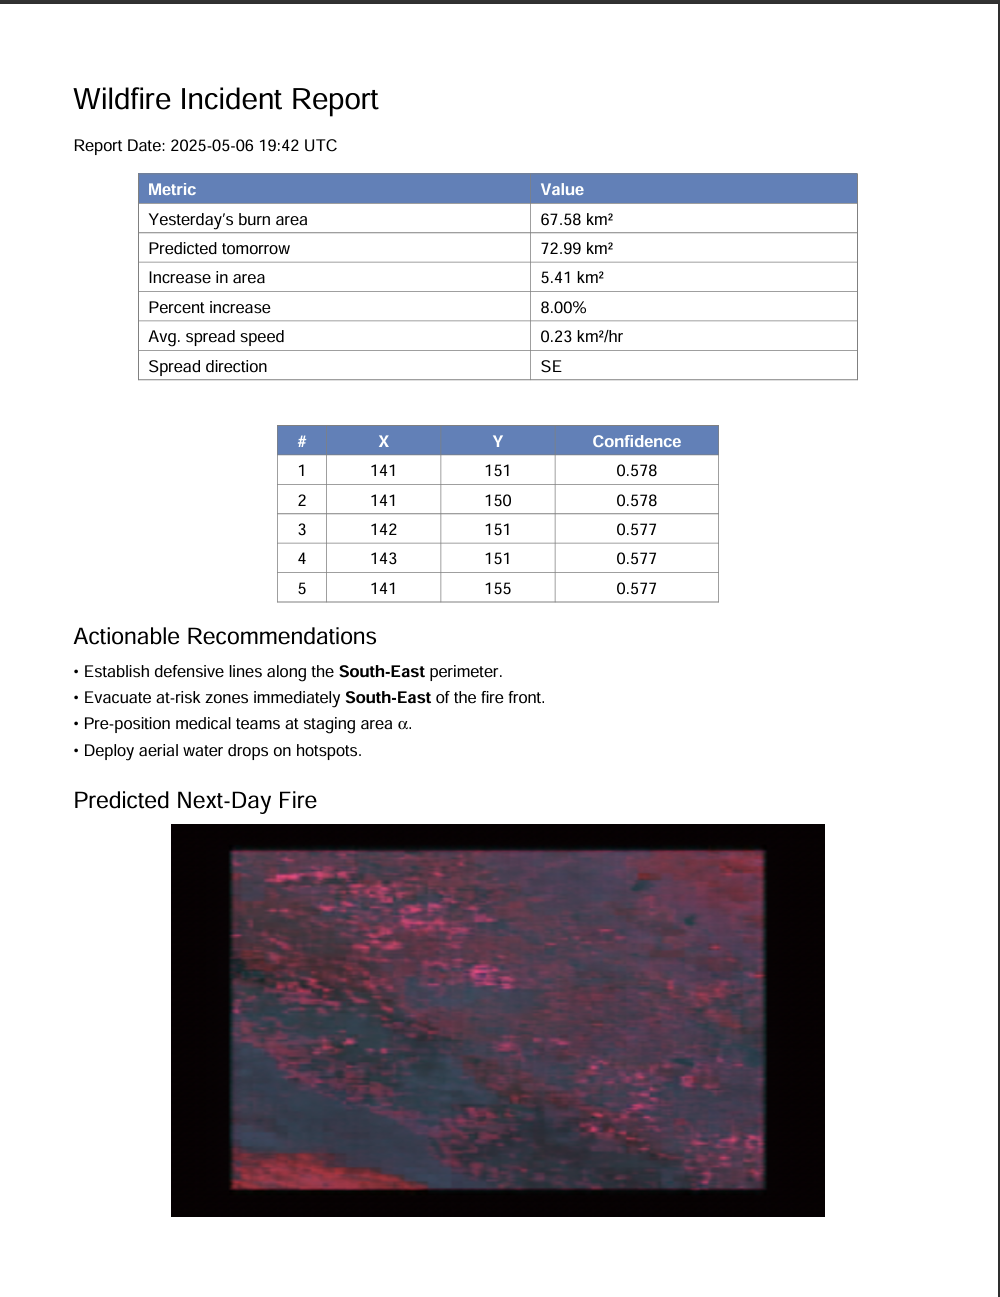 Wildfire Incident Report
Report Date: 2025-05-06 19:42 UTC
Metric Value
Yesterday's burn area 67.58 km²
Predicted tomorrow 72.99 km²
Increase in area 5.41 km²
Percent increase 8.00%
Avg. spread speed 0.23 km²/hr
Spread direction SE
# X Y Confidence
1 141 151 0.578
2 141 150 0.578
3 142 151 0.577
4 143 151 0.577
5 141 155 0.577
Actionable Recommendations
• Establish defensive lines along the South-East perimeter.
• Evacuate at-risk zones immediately South-East of the fire front.
• Pre-position medical teams at staging area α.
• Deploy aerial water drops on hotspots.
Predicted Next-Day Fire